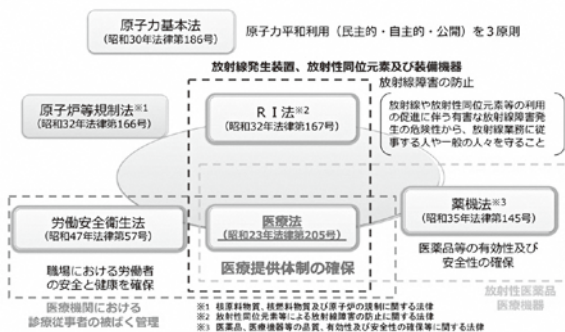 原子力基本法
(昭和30年法律第186号)
原子力平和利用（民主的・自主的・公開）を３原則
放射線発生装置、放射性同位元素及び装備機器
放射線障害の防止
原子炉等規制法※1
(昭和32年法律第166号)
ＲＩ法※2
(昭和32年法律第167号)
放射線や放射性同位元素等の利用
の促進に伴う有害な放射線障害発
生の危険性から、放射線業務に従
事する人や一般の人々を守ること
労働安全衛生法
(昭和47年法律第57号)
医療法
(昭和23年法律第205号)
薬機法※3
(昭和35年法律第145号)
職場における労働者
の安全と健康を確保
医療提供体制の確保
医薬品等の有効性及び
安全性の確保
医療機関における
診療従事者の被ばく管理
放射性医薬品
医療機器
※1 核原料物質、核燃料物質及び原子炉の規制に関する法律
※2 放射性同位元素等による放射線障害の防止に関する法律
※3 医薬品、医療機器等の品質、有効性及び安全性の確保等に関する法律